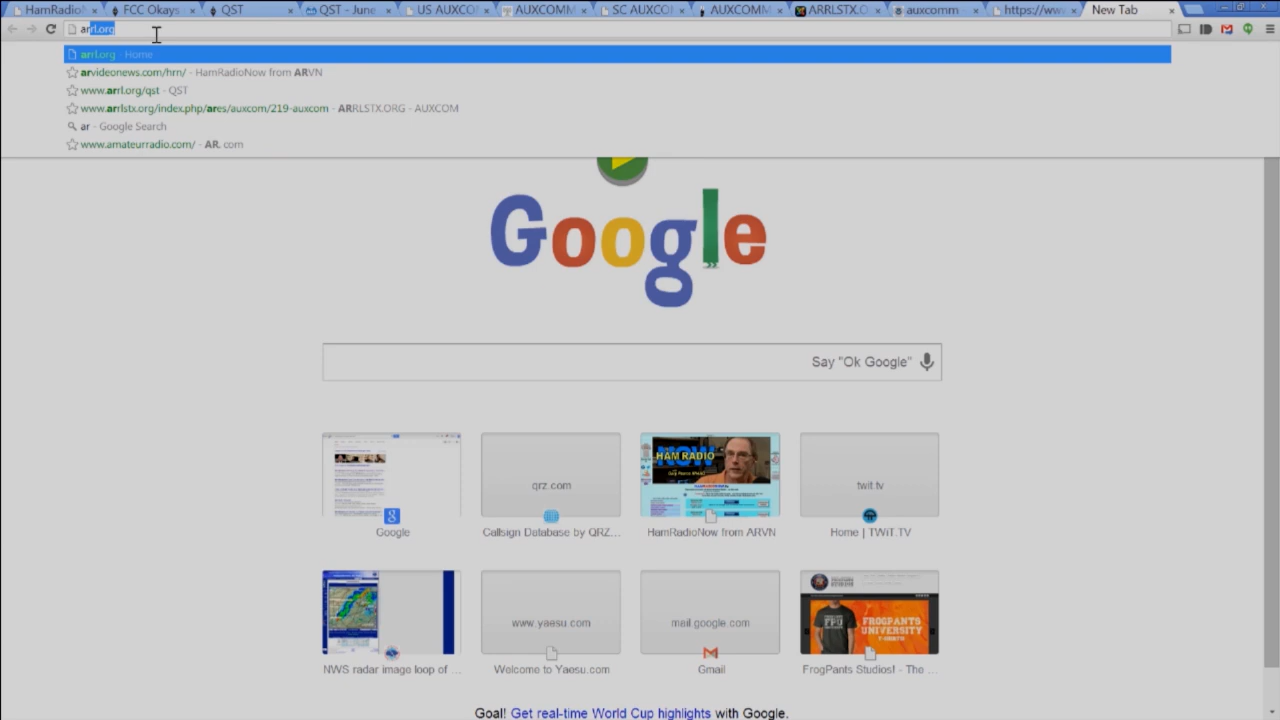 HamRadio FCC Okays QST QST - June US AUXCO AUXCOMM SC AUXCO AUXCOMM ARRLSTX.O auxcomm https://ww New Tab
arrl.org
arrl.org - Home
arvideonews.com/hrn/ - HamRadioNow from ARVN
www.arrl.org/qst - QST
www.arrlstx.org/index.php/ares/auxcom/219-auxcom - ARRLSTX.ORG - AUXCOM
ar - Google Search
www.amateurradio.com/ - AR. com
Google
Say "Ok Google"
HAM RADIO NOW
qrz.com
twit.tv
Google Callsign Database by QRZ... HamRadioNow from ARVN Home | TWiT.TV
www.yaesu.com
mail.google.com
FPU
FROGPANTS
UNIVERSITY
NWS radar image loop of ... Welcome to Yaesu.com Gmail FrogPants Studios! - The ...
Goal! Get real-time World Cup highlights with Google.